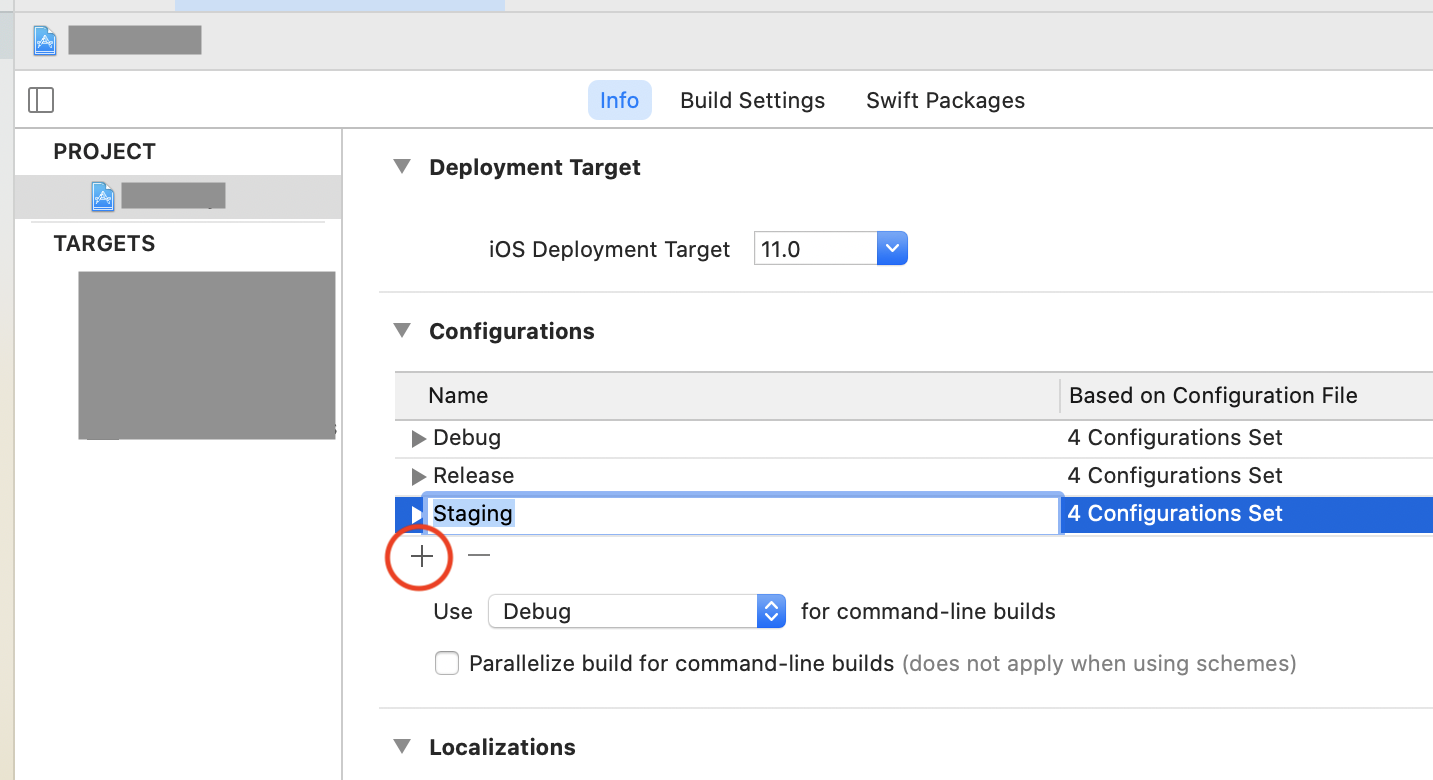 Info Build Settings Swift Packages
PROJECT
TARGETS
Deployment Target
iOS Deployment Target 11.0
Configurations
Name Based on Configuration File
Debug 4 Configurations Set
Release 4 Configurations Set
Staging 4 Configurations Set
Use Debug for command-line builds
Parallelize build for command-line builds (does not apply when using schemes)
Localizations